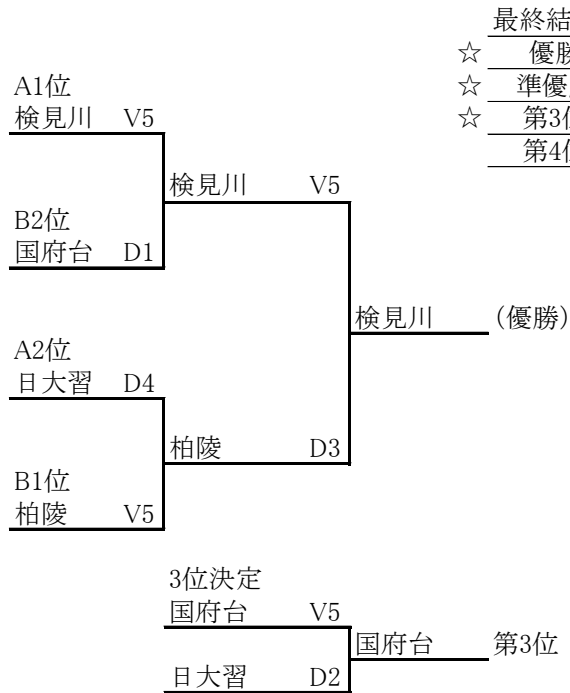 最終結
☆ 優勝
☆ 準優
☆ 第3位
第4位
A1位
検見川 V5
検見川 V5
B2位
国府台 D1
検見川 (優勝)
A2位
日大習 D4
柏陵 D3
B1位
柏陵 V5
3位決定
国府台 V5
国府台 第3位
日大習 D2